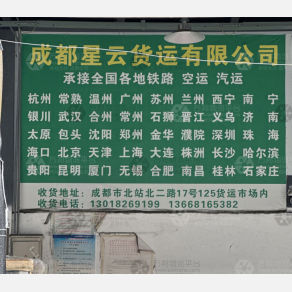 成都星云货运有限公司
承接全国各地铁路 空运 汽运
杭州 常熟 温州 广州 苏州 兰州 西宁 南宁
银川 武汉 台州 常州 石狮 晋江 义乌 济南
太原 包头 沈阳 郑州 金华 濮院 深圳 珠海
海口 北京 天津 上海 大连 株洲 长沙 哈尔滨
贵阳 昆明 厦门 无锡 合肥 南昌 桂林 石家庄
收货地址：成都市北站北二路17号125货运市场内
收货电话：13018269199 13668165382